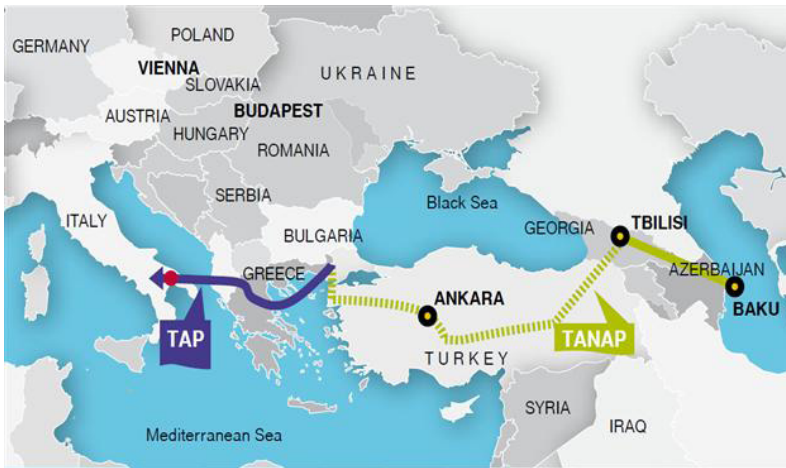 POLAND
GERMANY
VIENNA
UKRAINE
SLOVAKIA
BUDAPEST
AUSTRIA
HUNGARY
ROMANIA
SERBIA
Black Sea
TBILISI
ITALY
GEORGIA
BULGARIA
AZERBAIJAN
GREECE
ANKARA
BAKU
TAP
TANAP
TURKEY
SYRIA
IRAQ
Mediterranean Sea